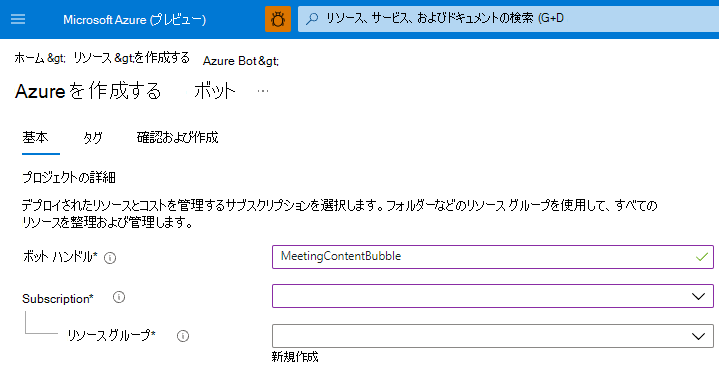 Microsoft Azure (プレビュー)
リソース、サービス、およびドキュメントの検索 (G+D
ホーム &gt; リソース &gt;を作成する Azure Bot &gt;
Azure を作成する ボット ...
基本 タグ 確認および作成
プロジェクトの詳細
デプロイされたリソースとコストを管理するサブスクリプションを選択します。フォルダーなどのリソース グループを使用して、すべての
リソースを整理および管理します。
ボット ハンドル* MeetingContentBubble
Subscription*
リソース グループ*
新規作成